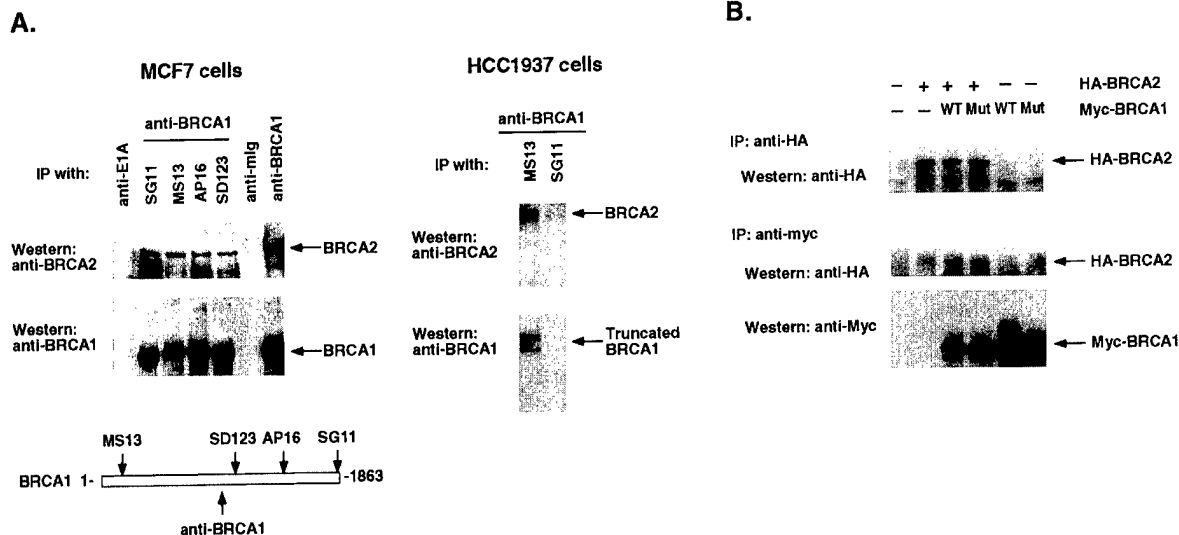 A.
MCF7 cells
anti-BRCA1
IP with:
anti-E1A
SG11
MS13
AP16
SD123
anti-mIg
anti-BRCA1
Western:
anti-BRCA2
BRCA2
Western:
anti-BRCA1
BRCA1
MS13
SD123
AP16
SG11
BRCA1 1-
-1863
anti-BRCA1
HCC1937 cells
anti-BRCA1
IP with:
MS13
SG11
Western:
anti-BRCA2
BRCA2
Western:
anti-BRCA1
Truncated
BRCA1
B.
– + + + – – HA-BRCA2
– – WT Mut WT Mut Myc-BRCA1
IP: anti-HA
Western: anti-HA
HA-BRCA2
IP: anti-myc
Western: anti-HA
HA-BRCA2
Western: anti-Myc
Myc-BRCA1